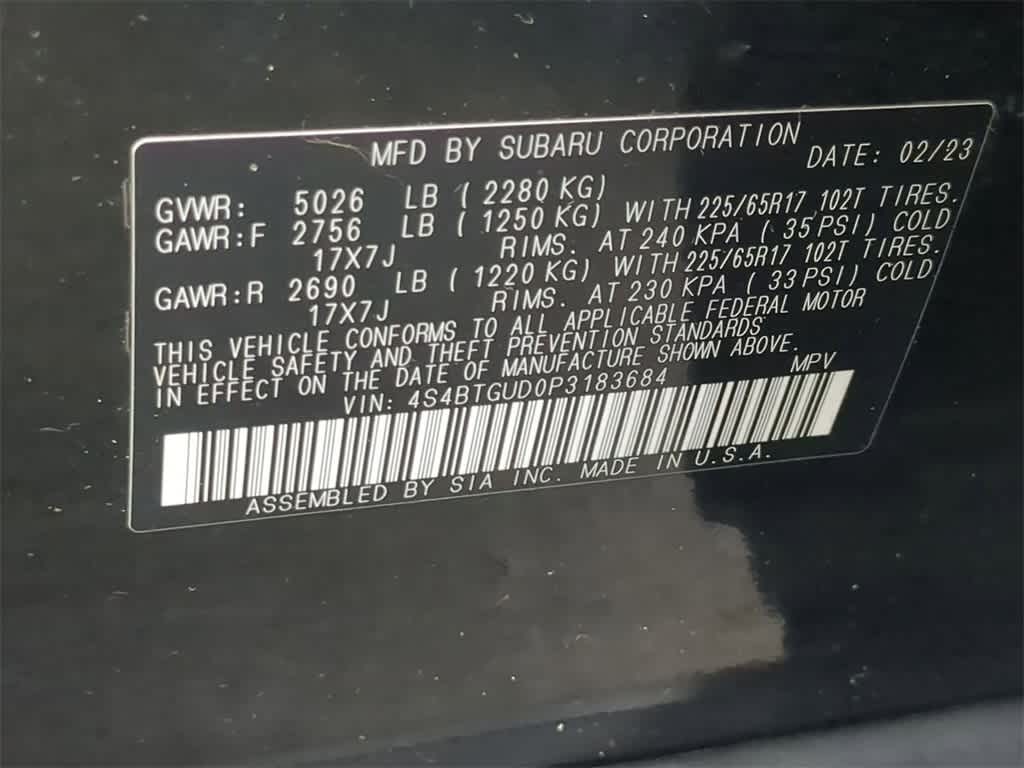 MFD BY SUBARU CORPORATION DATE: 02/23
GVWR: 5026 LB ( 2280 KG)
GAWR:F 2756 LB ( 1250 KG) WITH 225/65R17 102T TIRES.
17X7J RIMS. AT 240 KPA ( 35 PSI) COLD
GAWR:R 2690 LB ( 1220 KG) WITH 225/65R17 102T TIRES.
17X7J RIMS. AT 230 KPA ( 33 PSI) COLD
THIS VEHICLE CONFORMS TO ALL APPLICABLE FEDERAL MOTOR
VEHICLE SAFETY AND THEFT PREVENTION STANDARDS
IN EFFECT ON THE DATE OF MANUFACTURE SHOWN ABOVE.
VIN: 4S4BTGUD0P3183684 MPV
ASSEMBLED BY SIA INC. MADE IN U.S.A.